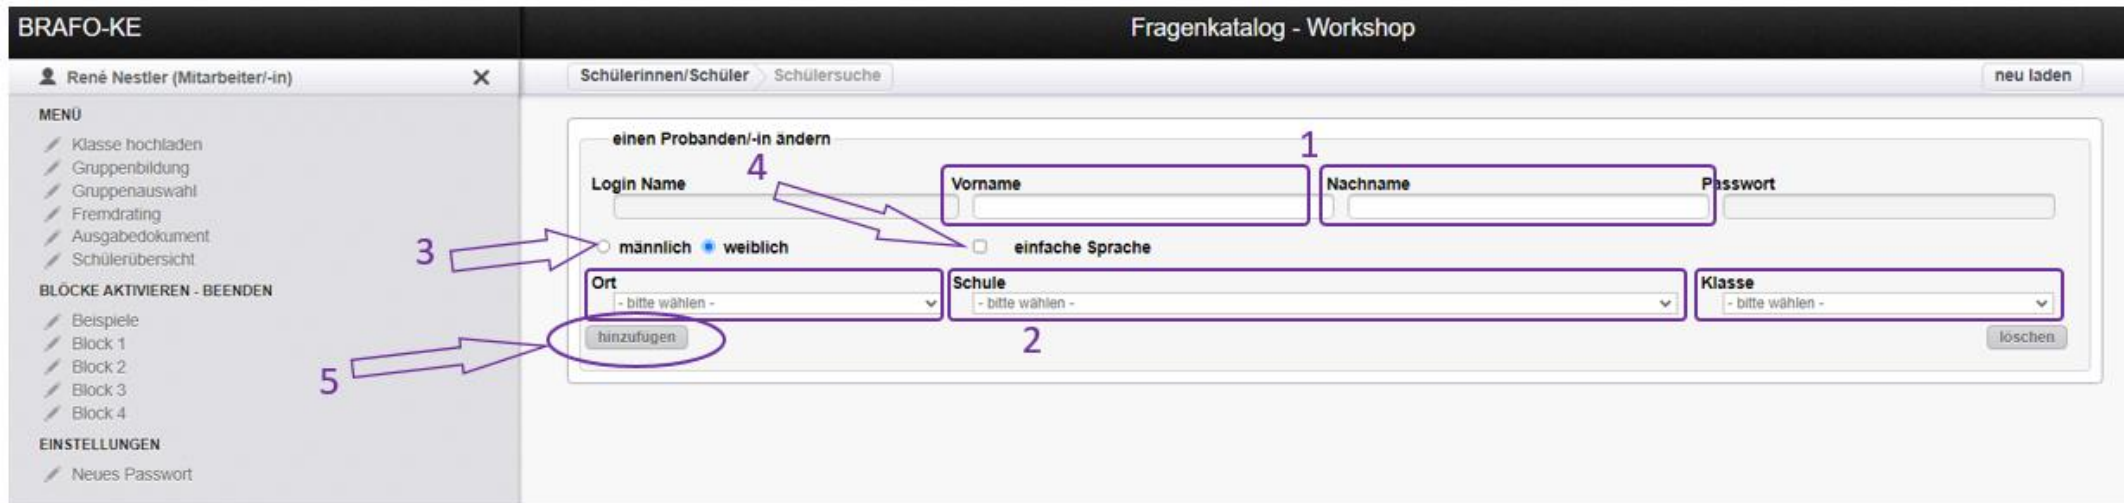 BRAFO-KE
Fragenkatalog - Workshop
René Nestler (Mitarbeiter/-in)
Schülerinnen/Schüler Schülersuche neu laden
MENÜ
Klasse hochladen
Gruppenbildung
Gruppenauswahl
Fremdrating
Ausgabedokument
Schülerübersicht
BLÖCKE AKTIVIEREN - BEENDEN
Beispiele
Block 1
Block 2
Block 3
Block 4
EINSTELLUNGEN
Neues Passwort
einen Probanden/-in ändern
1
4
Login Name Vorname Nachname Passwort
3
männlich weiblich einfache Sprache
Ort Schule Klasse
- bitte wählen - - bitte wählen - - bitte wählen -
hinzufügen löschen
2
5